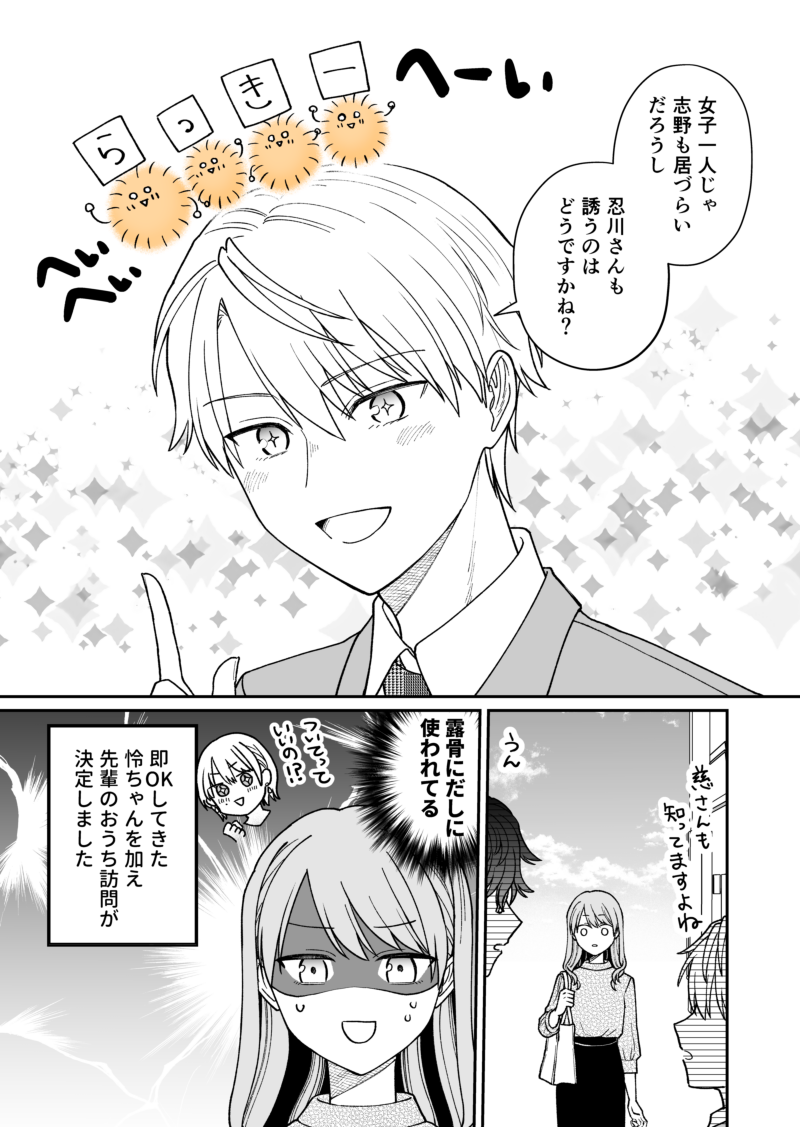 女子一人じゃ
志野も居づらい
だろうし
忍川さんも
誘うのは
どうですかね?
へーい
らっきー
へい
へい
慈さんも
知ってますよね
うん
露骨にだしに
使われてる
ついてって
いいの!?
即OKしてきた
怜ちゃんを加え
先輩のおうち訪問が
決定しました